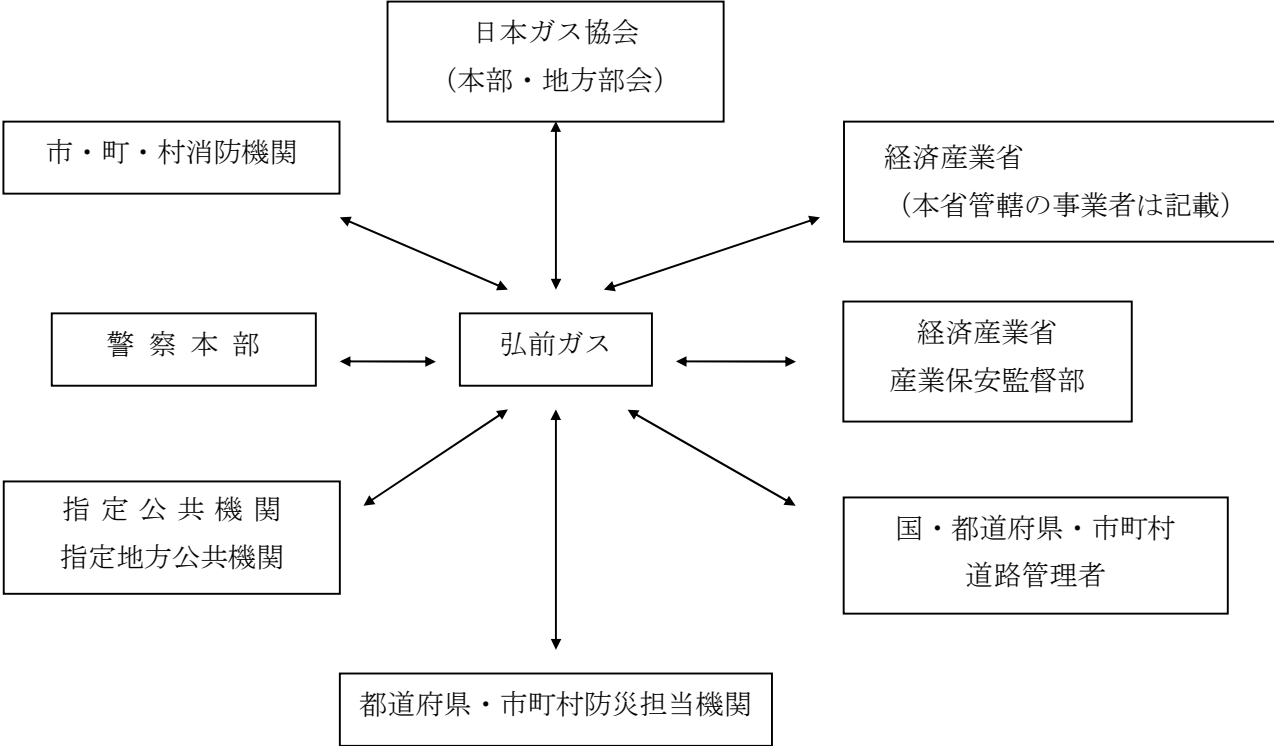 日本ガス協会
（本部・地方部会）
市・町・村消防機関
経済産業省
（本省管轄の事業者は記載）
警 察 本 部
弘前ガス
経済産業省
産業保安監督部
指 定 公 共 機 関
指定地方公共機関
国・都道府県・市町村
道路管理者
都道府県・市町村防災担当機関